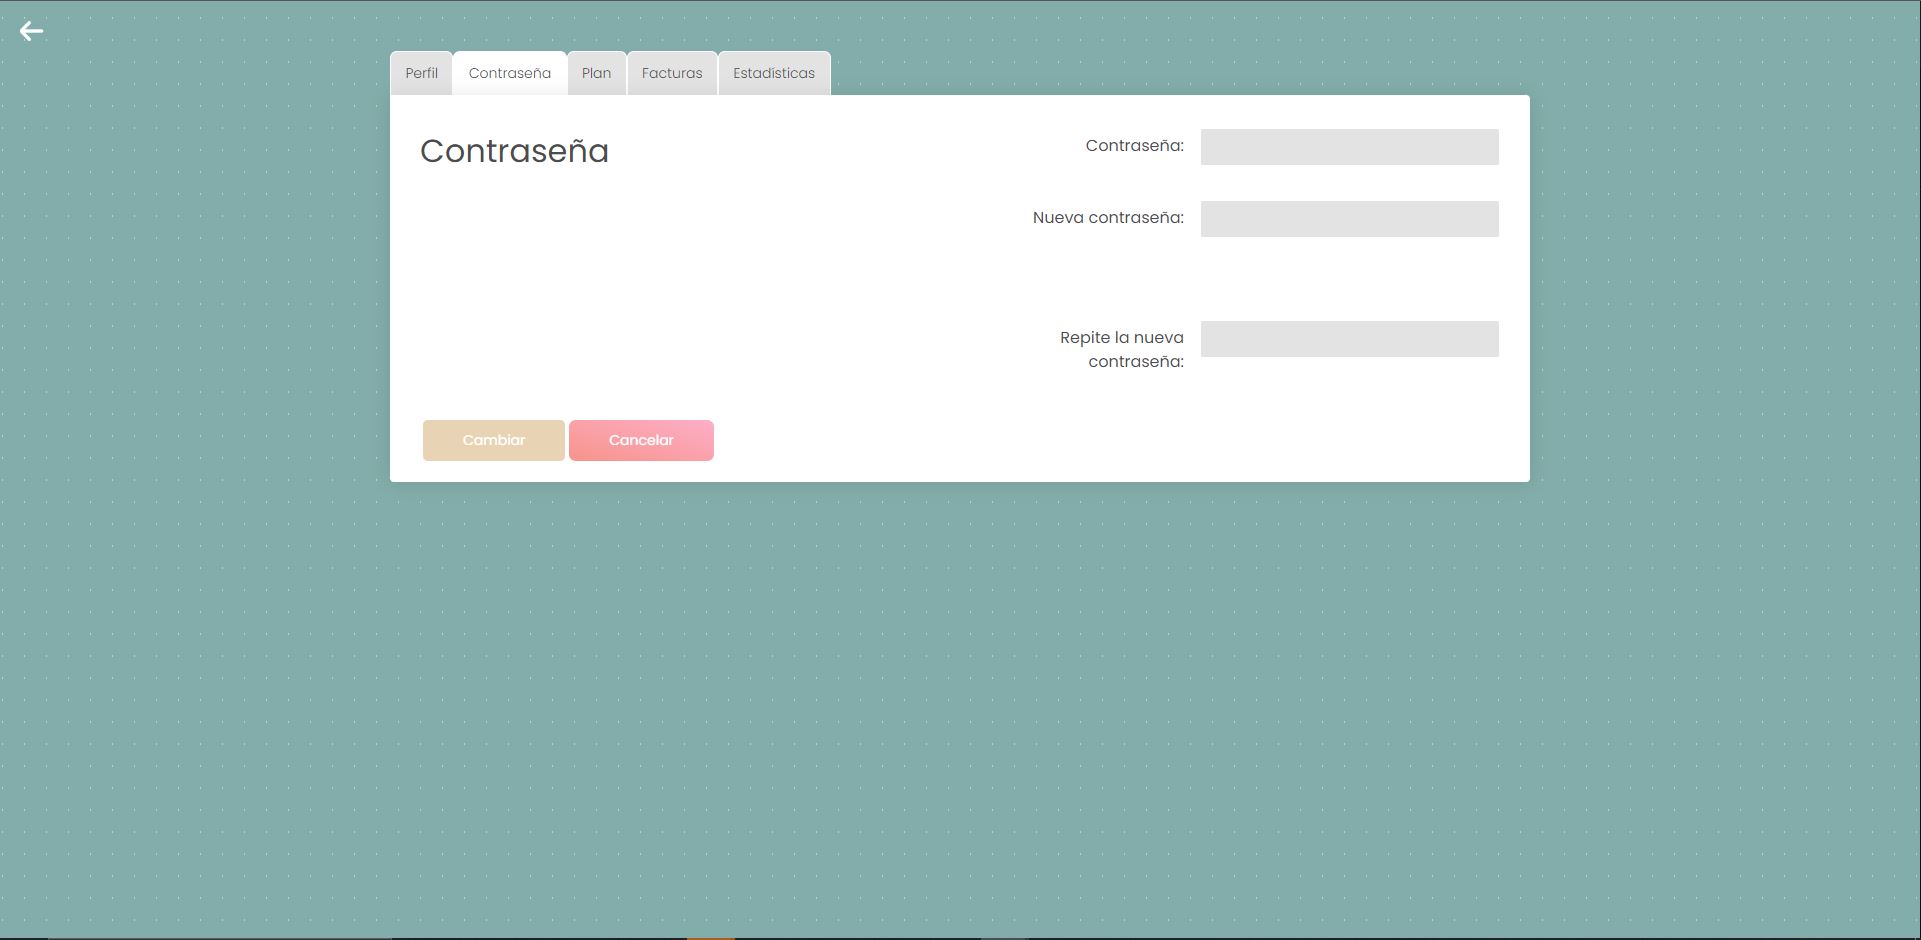 Perfil
Contraseña
Plan
Facturas
Estadísticas
Contraseña
Contraseña:
Nueva contraseña:
Repite la nueva
contraseña:
Cambiar
Cancelar